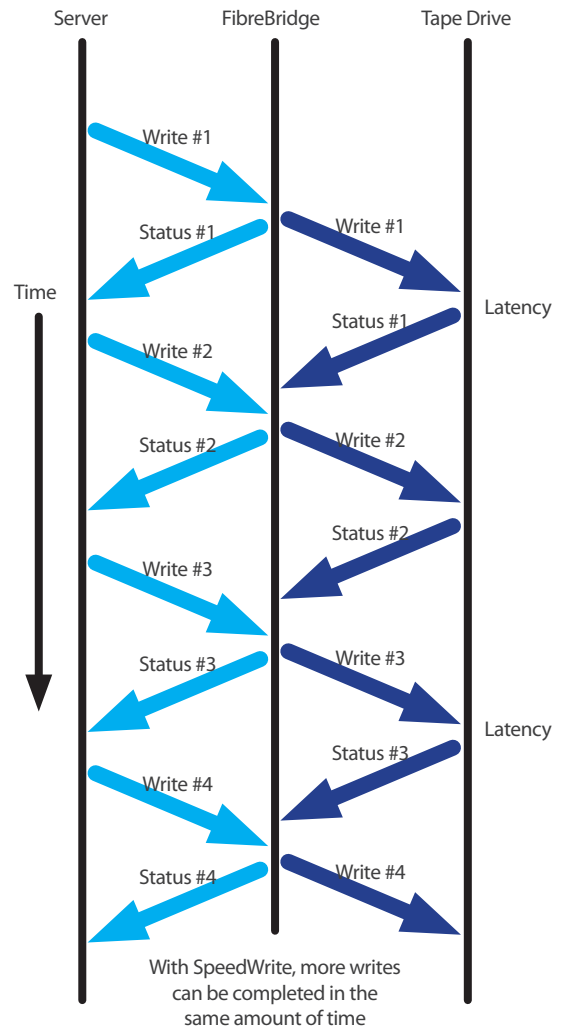 Server
FibreBridge
Tape Drive
Write #1
Status #1
Write #1
Time
Latency
Status #1
Write #2
Status #2
Write #2
Status #2
Write #3
Status #3
Write #3
Latency
Status #3
Write #4
Status #4
Write #4
With SpeedWrite, more writes
can be completed in the
same amount of time